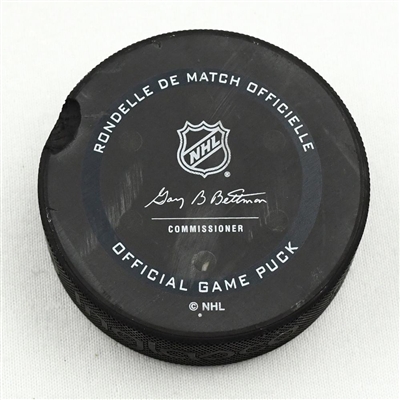 RONDELLE DE MATCH OFFICIELLE
NHL
®
Gary B Bettman
COMMISSIONER
OFFICIAL GAME PUCK
© NHL